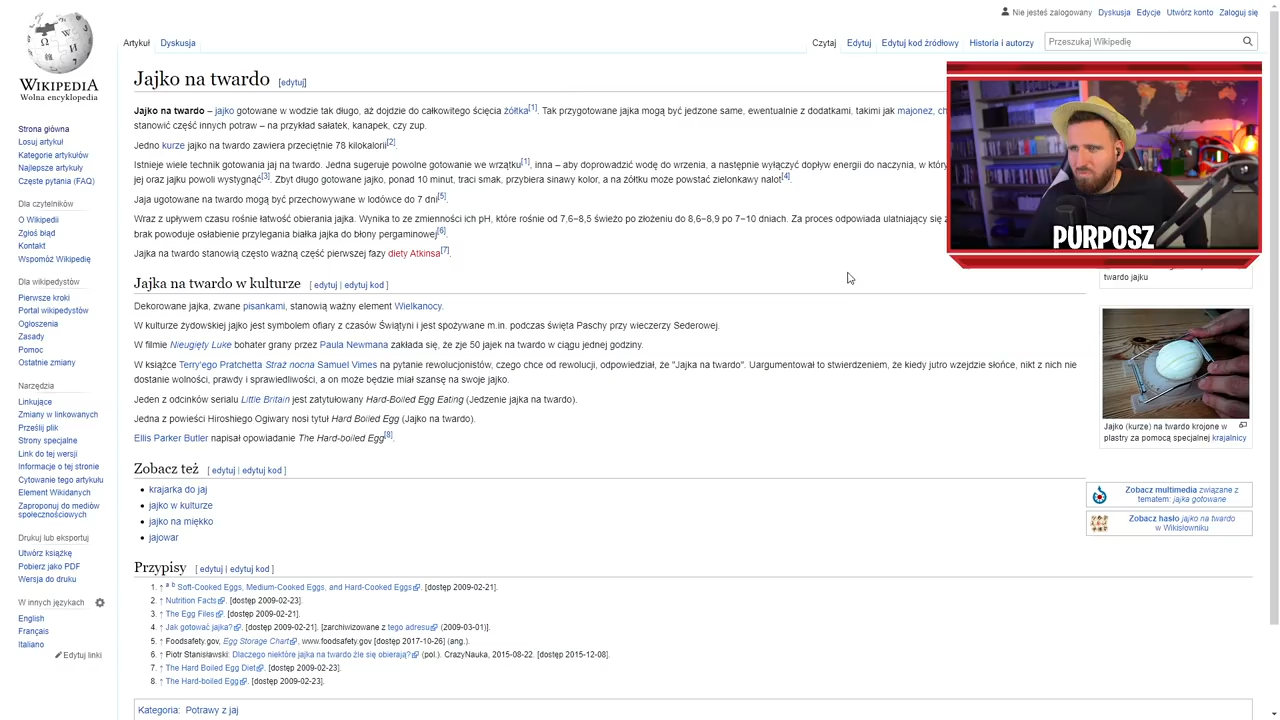 Nie jesteś zalogowany Dyskusja Edycje Utwórz konto Zaloguj się
WIKIPEDIA
Wolna encyklopedia
Artykuł Dyskusja
Czytaj Edytuj Edytuj kod źródłowy Historia i autorzy Przeszukaj Wikipedię
Strona główna
Losuj artykuł
Kategorie artykułów
Najlepsze artykuły
Częste pytania (FAQ)
Dla czytelników
O Wikipedii
Zgłoś błąd
Kontakt
Wspomóż Wikipedię
Dla wikipedystów
Pierwsze kroki
Portal wikipedystów
Ogłoszenia
Zasady
Pomoc
Ostatnie zmiany
Narzędzia
Linkujące
Zmiany w linkowanych
Prześlij plik
Strony specjalne
Link do tej wersji
Informacje o tej stronie
Cytowanie tego artykułu
Element Wikidanych
Zaproponuj do mediów
społecznościowych
Drukuj lub eksportuj
Utwórz książkę
Pobierz jako PDF
Wersja do druku
W innych językach
English
Français
Italiano
Edytuj linki
Jajko na twardo [edytuj]
Jajko na twardo – jajko gotowane w wodzie tak długo, aż dojdzie do całkowitego ścięcia żółtka[1]. Tak przygotowane jajka mogą być jedzone same, ewentualnie z dodatkami, takimi jak majonez,
stanowić część innych potraw – na przykład sałatek, kanapek, czy zup.
Jedno kurze jajko na twardo zawiera przeciętnie 78 kilokalorii[2].
Istnieje wiele technik gotowania jaj na twardo. Jedna sugeruje powolne gotowanie we wrzątku[1], inna – aby doprowadzić wodę do wrzenia, a następnie wyłączyć dopływ energii do naczynia, w
jej oraz jajku powoli wystygnąć[3]. Zbyt długo gotowane jajko, ponad 10 minut, traci smak, przybiera sinawy kolor, a na żółtku może powstać zielonkawy nalot[4].
Jaja ugotowane na twardo mogą być przechowywane w lodówce do 7 dni[5].
Wraz z upływem czasu rośnie łatwość obierania jajka. Wynika to ze zmienności ich pH, które rośnie od 7,6–8,5 świeżo po złożeniu do 8,6–8,9 po 7–10 dniach. Za proces odpowiada ulatniający się z
brak powoduje osłabienie przylegania białka jajka do błony pergaminowej[6].
Jajka na twardo stanowią często ważną część pierwszej fazy diety Atkinsa[7].
PURPOSZ
twardo jajku
Jajka na twardo w kulturze [ edytuj | edytuj kod ]
Dekorowane jajka, zwane pisankami, stanowią ważny element Wielkanocy.
W kulturze żydowskiej jajko jest symbolem ofiary z czasów Świątyni i jest spożywane m.in. podczas święta Paschy przy wieczerzy Sederowej.
W filmie Nieugięty Luke bohater grany przez Paula Newmana zakłada się, że zje 50 jajek na twardo w ciągu jednej godziny.
W książce Terry'ego Pratchetta Straż nocna Samuel Vimes na pytanie rewolucjonistów, czego chce od rewolucji, odpowiedział, że "Jajka na twardo". Uargumentował to stwierdzeniem, że kiedy jutro wzejdzie słońce, nikt z nich nie
dostanie wolności, prawdy i sprawiedliwości, a on może będzie miał szansę na swoje jajko.
Jeden z odcinków serialu Little Britain jest zatytułowany Hard-Boiled Egg Eating (Jedzenie jajka na twardo).
Jedna z powieści Hiroshiego Ogiwary nosi tytuł Hard Boiled Egg (Jajko na twardo).
Ellis Parker Butler napisał opowiadanie The Hard-boiled Egg[8].
Jajko (kurze) na twardo krojone w
plastry za pomocą specjalnej krajalnicy
Zobacz też [ edytuj | edytuj kod ]
krajarka do jaj
jajko w kulturze
jajko na miękko
jajowar
Zobacz multimedia związane z
tematem: jajka gotowane
Zobacz hasło jajko na twardo
w Wikisłowniku
Przypisy [ edytuj | edytuj kod ]
1. ↑ a b Soft-Cooked Eggs, Medium-Cooked Eggs, and Hard-Cooked Eggs. [dostęp 2009-02-21].
2. ↑ Nutrition Facts. [dostęp 2009-02-23].
3. ↑ The Egg Files. [dostęp 2009-02-21].
4. ↑ Jak gotować jajka?. [dostęp 2009-02-21]. [zarchiwizowane z tego adresu (2009-03-01)].
5. ↑ Foodsafety.gov, Egg Storage Chart, www.foodsafety.gov [dostęp 2017-10-26] (ang.).
6. ↑ Piotr Stanisławski: Dlaczego niektóre jajka na twardo źle się obierają? (pol.). CrazyNauka, 2015-08-22. [dostęp 2015-12-08].
7. ↑ The Hard Boiled Egg Diet. [dostęp 2009-02-23].
8. ↑ The Hard-boiled Egg. [dostęp 2009-02-23].
Kategoria: Potrawy z jaj